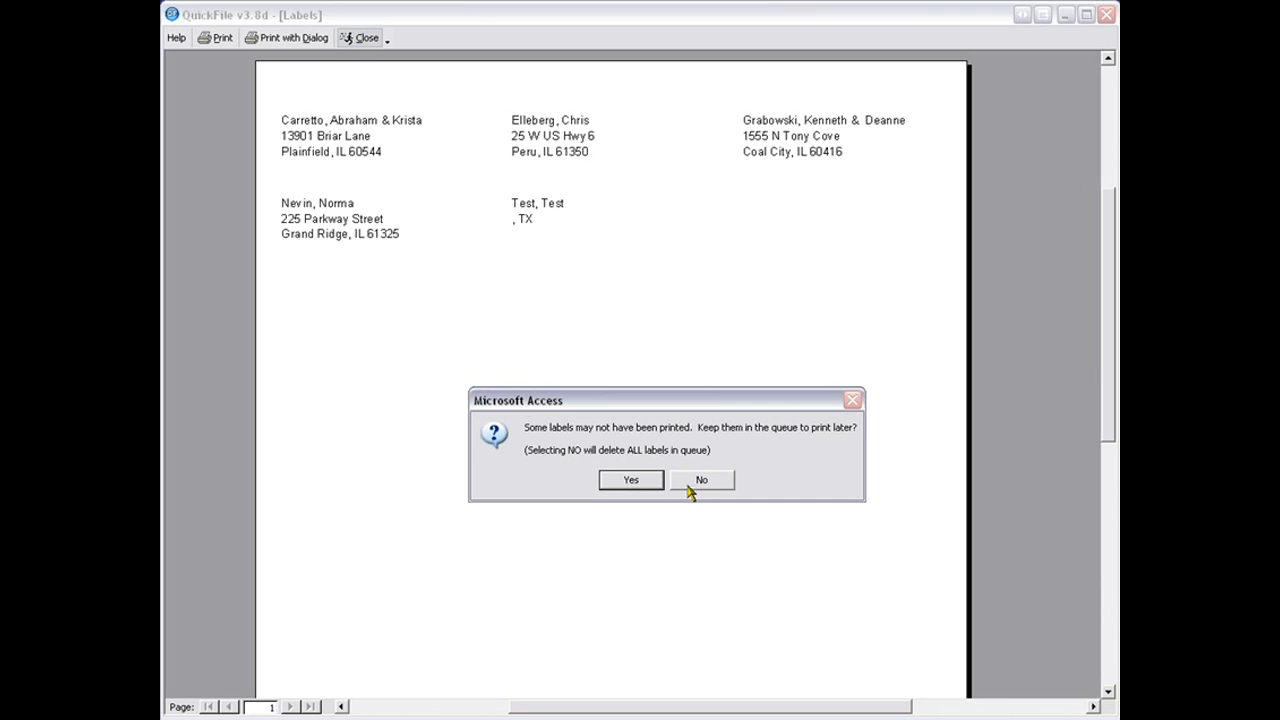 QuickFile v3.8d - [Labels]
Help Print Print with Dialog Close
Carretto, Abraham & Krista
13901 Briar Lane
Plainfield, IL 60544
Elleberg, Chris
25 W US Hwy 6
Peru, IL 61350
Grabowski, Kenneth & Deanne
1555 N Tony Cove
Coal City, IL 60416
Nevin, Norma
225 Parkway Street
Grand Ridge, IL 61325
Test, Test
, TX
Microsoft Access
Some labels may not have been printed. Keep them in the queue to print later?
(Selecting NO will delete ALL labels in queue)
Yes No
Page: 1